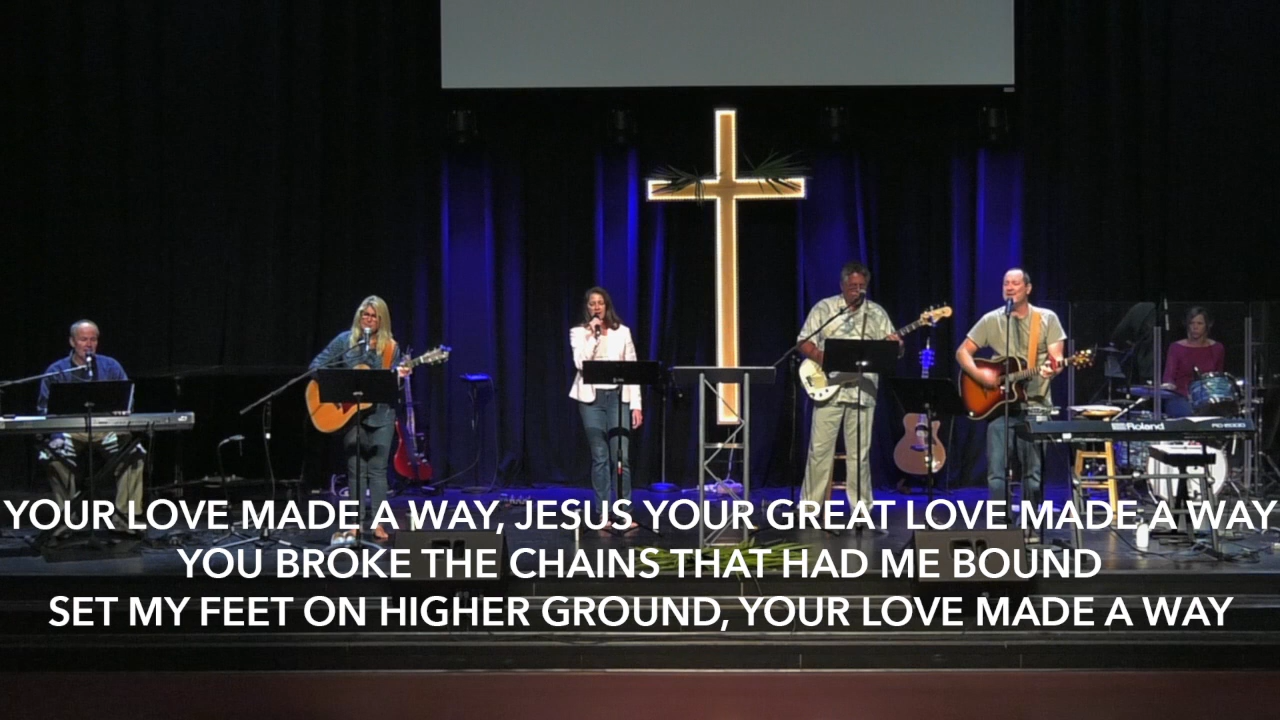 Roland
YOUR LOVE MADE A WAY, JESUS YOUR GREAT LOVE MADE A WAY
YOU BROKE THE CHAINS THAT HAD ME BOUND
SET MY FEET ON HIGHER GROUND, YOUR LOVE MADE A WAY